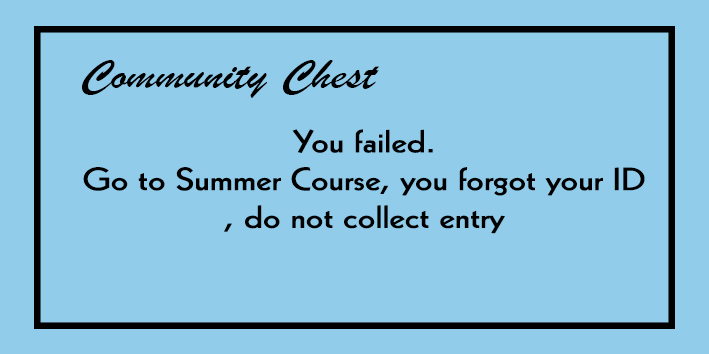 Community Chest
You failed.
Go to Summer Course, you forgot your ID
, do not collect entry